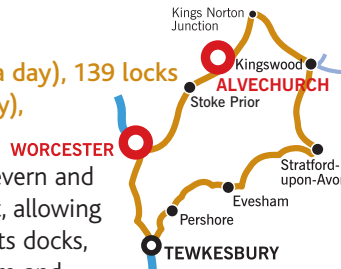 Kings Norton
Junction
a day), 139 locks
Kingswood
y),
ALVECHURCH
Stoke Prior
WORCESTER
Stratford-
upon-Avo
evern and
, allowing
Evesham
Pershore
ts docks,
TEWKESBURY